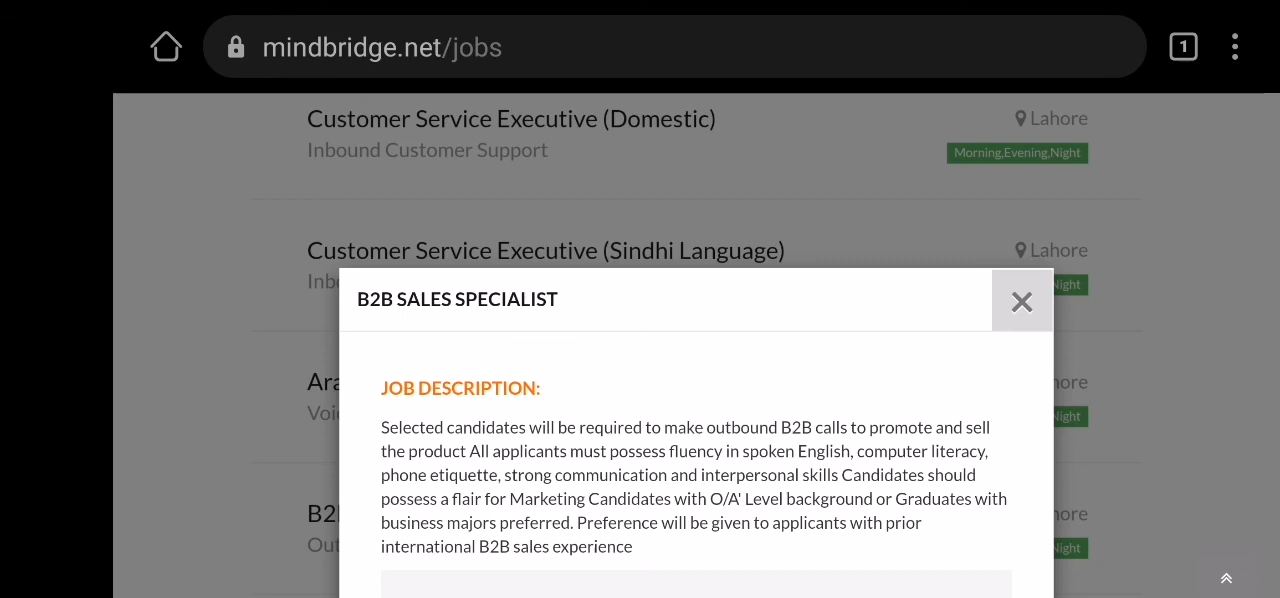 mindbridge.net/jobs
1
Customer Service Executive (Domestic)
Lahore
Inbound Customer Support
Morning,Evening,Night
Customer Service Executive (Sindhi Language)
Lahore
Night
B2B SALES SPECIALIST
JOB DESCRIPTION:
Selected candidates will be required to make outbound B2B calls to promote and sell
the product All applicants must possess fluency in spoken English, computer literacy,
phone etiquette, strong communication and interpersonal skills Candidates should
possess a flair for Marketing Candidates with O/A' Level background or Graduates with
business majors preferred. Preference will be given to applicants with prior
international B2B sales experience